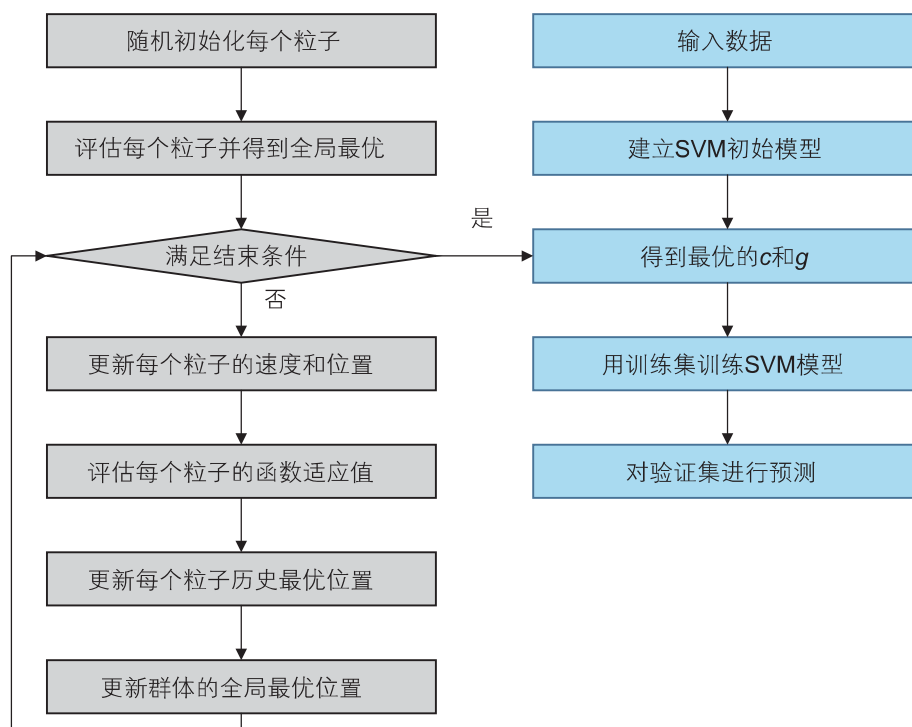 随机初始化每个粒子
评估每个粒子并得到全局最优
满足结束条件
是
否
更新每个粒子的速度和位置
评估每个粒子的函数适应值
更新每个粒子历史最优位置
更新群体的全局最优位置
输入数据
建立SVM初始模型
得到最优的c和g
用训练集训练SVM模型
对验证集进行预测